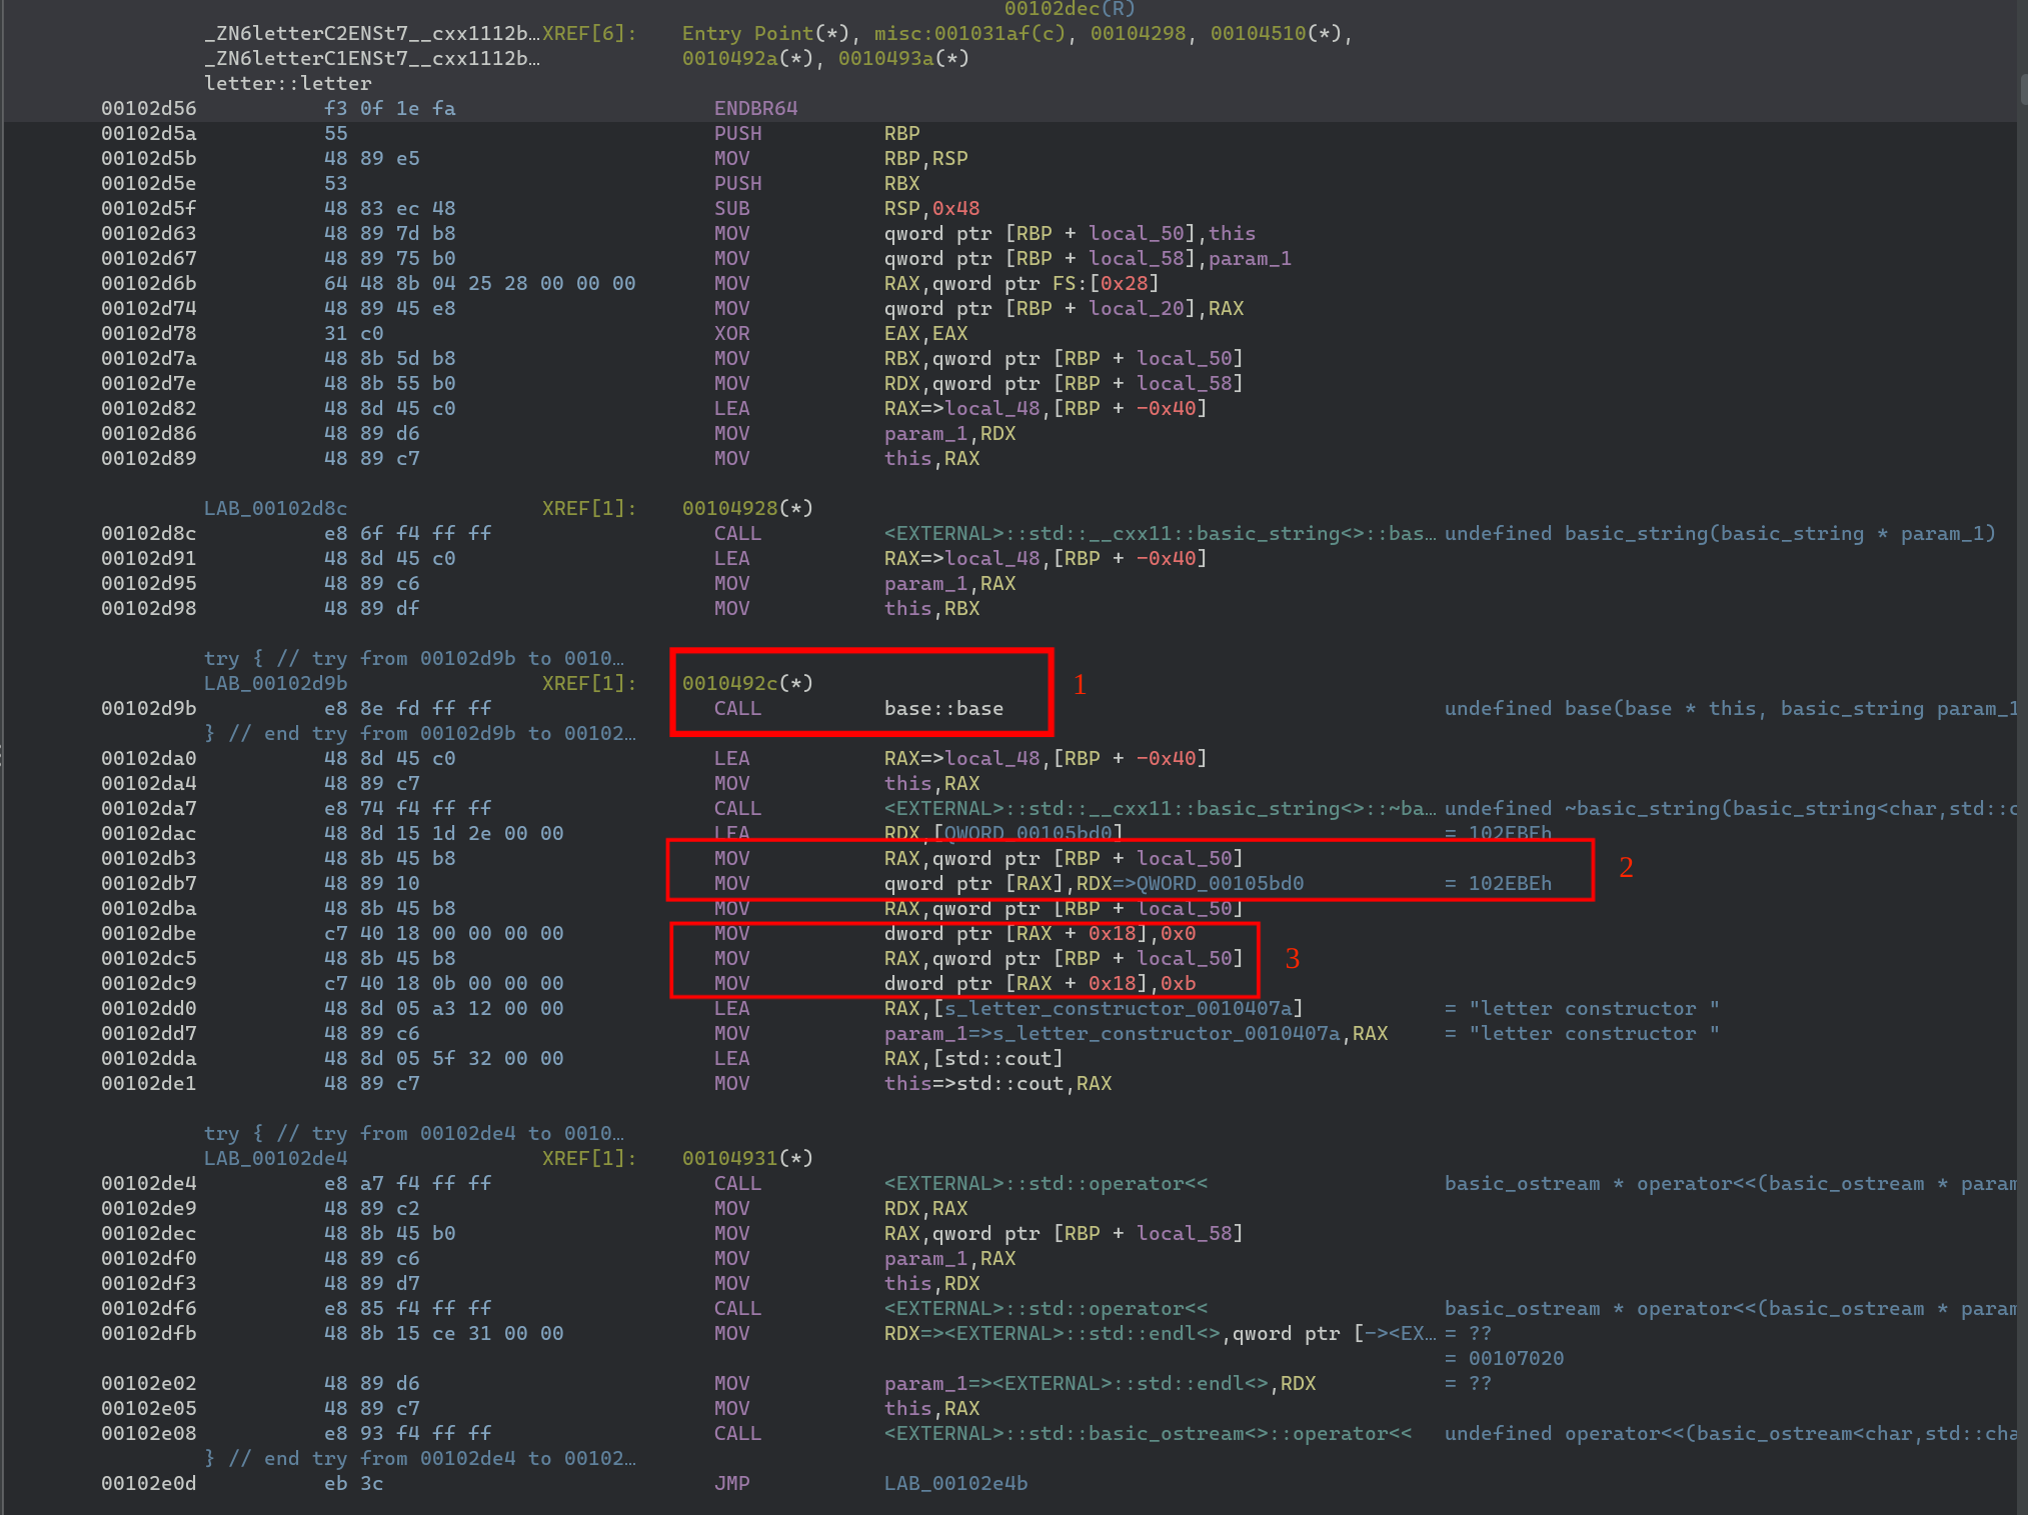 00102dec(R)
_ZN6letterC2ENSt7__cxx1112b…XREF[6]: Entry Point(*), misc:001031af(c), 00104298, 00104510(*),
_ZN6letterC1ENSt7__cxx1112b… 0010492a(*), 0010493a(*)
letter::letter
00102d56 f3 0f 1e fa ENDBR64
00102d5a 55 PUSH RBP
00102d5b 48 89 e5 MOV RBP,RSP
00102d5e 53 PUSH RBX
00102d5f 48 83 ec 48 SUB RSP,0x48
00102d63 48 89 7d b8 MOV qword ptr [RBP + local_50],this
00102d67 48 89 75 b0 MOV qword ptr [RBP + local_58],param_1
00102d6b 64 48 8b 04 25 28 00 00 00 MOV RAX,qword ptr FS:[0x28]
00102d74 48 89 45 e8 MOV qword ptr [RBP + local_20],RAX
00102d78 31 c0 XOR EAX,EAX
00102d7a 48 8b 5d b8 MOV RBX,qword ptr [RBP + local_50]
00102d7e 48 8b 55 b0 MOV RDX,qword ptr [RBP + local_58]
00102d82 48 8d 45 c0 LEA RAX=>local_48,[RBP + -0x40]
00102d86 48 89 d6 MOV param_1,RDX
00102d89 48 89 c7 MOV this,RAX
LAB_00102d8c XREF[1]: 00104928(*)
00102d8c e8 6f f4 ff ff CALL <EXTERNAL>::std::__cxx11::basic_string<>::bas… undefined basic_string(basic_string * param_1)
00102d91 48 8d 45 c0 LEA RAX=>local_48,[RBP + -0x40]
00102d95 48 89 c6 MOV param_1,RAX
00102d98 48 89 df MOV this,RBX
try { // try from 00102d9b to 0010…
LAB_00102d9b XREF[1]: 0010492c(*) 1
00102d9b e8 8e fd ff ff CALL base::base undefined base(base * this, basic_string param_1
} // end try from 00102d9b to 00102…
00102da0 48 8d 45 c0 LEA RAX=>local_48,[RBP + -0x40]
00102da4 48 89 c7 MOV this,RAX
00102da7 e8 74 f4 ff ff CALL <EXTERNAL>::std::__cxx11::basic_string<>::~ba… undefined ~basic_string(basic_string<char,std::c
00102dac 48 8d 15 1d 2e 00 00 LEA RDX,[QWORD_00105bd0] = 102EBEh
00102db3 48 8b 45 b8 MOV RAX,qword ptr [RBP + local_50] 2
00102db7 48 89 10 MOV qword ptr [RAX],RDX=>QWORD_00105bd0 = 102EBEh
00102dba 48 8b 45 b8 MOV RAX,qword ptr [RBP + local_50]
00102dbe c7 40 18 00 00 00 00 MOV dword ptr [RAX + 0x18],0x0
00102dc5 48 8b 45 b8 MOV RAX,qword ptr [RBP + local_50] 3
00102dc9 c7 40 18 0b 00 00 00 MOV dword ptr [RAX + 0x18],0xb
00102dd0 48 8d 05 a3 12 00 00 LEA RAX,[s_letter_constructor_0010407a] = "letter constructor "
00102dd7 48 89 c6 MOV param_1=>s_letter_constructor_0010407a,RAX = "letter constructor "
00102dda 48 8d 05 5f 32 00 00 LEA RAX,[std::cout]
00102de1 48 89 c7 MOV this=>std::cout,RAX
try { // try from 00102de4 to 0010…
LAB_00102de4 XREF[1]: 00104931(*)
00102de4 e8 a7 f4 ff ff CALL <EXTERNAL>::std::operator<< basic_ostream * operator<<(basic_ostream * param
00102de9 48 89 c2 MOV RDX,RAX
00102dec 48 8b 45 b0 MOV RAX,qword ptr [RBP + local_58]
00102df0 48 89 c6 MOV param_1,RAX
00102df3 48 89 d7 MOV this,RDX
00102df6 e8 85 f4 ff ff CALL <EXTERNAL>::std::operator<< basic_ostream * operator<<(basic_ostream * param
00102dfb 48 8b 15 ce 31 00 00 MOV RDX=><EXTERNAL>::std::endl<>,qword ptr [-><EX… = ??
= 00107020
00102e02 48 89 d6 MOV param_1=><EXTERNAL>::std::endl<>,RDX = ??
00102e05 48 89 c7 MOV this,RAX
00102e08 e8 93 f4 ff ff CALL <EXTERNAL>::std::basic_ostream<>::operator<< undefined operator<<(basic_ostream<char,std::cha
} // end try from 00102de4 to 00102…
00102e0d eb 3c JMP LAB_00102e4b